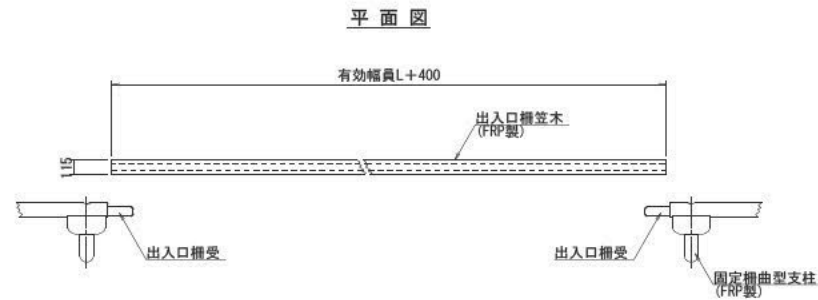 平面図
有効幅員L+400
出入口柵笠木
(FRP製)
115
出入口柵受
出入口柵受
固定柵曲型支柱
(FRP製)